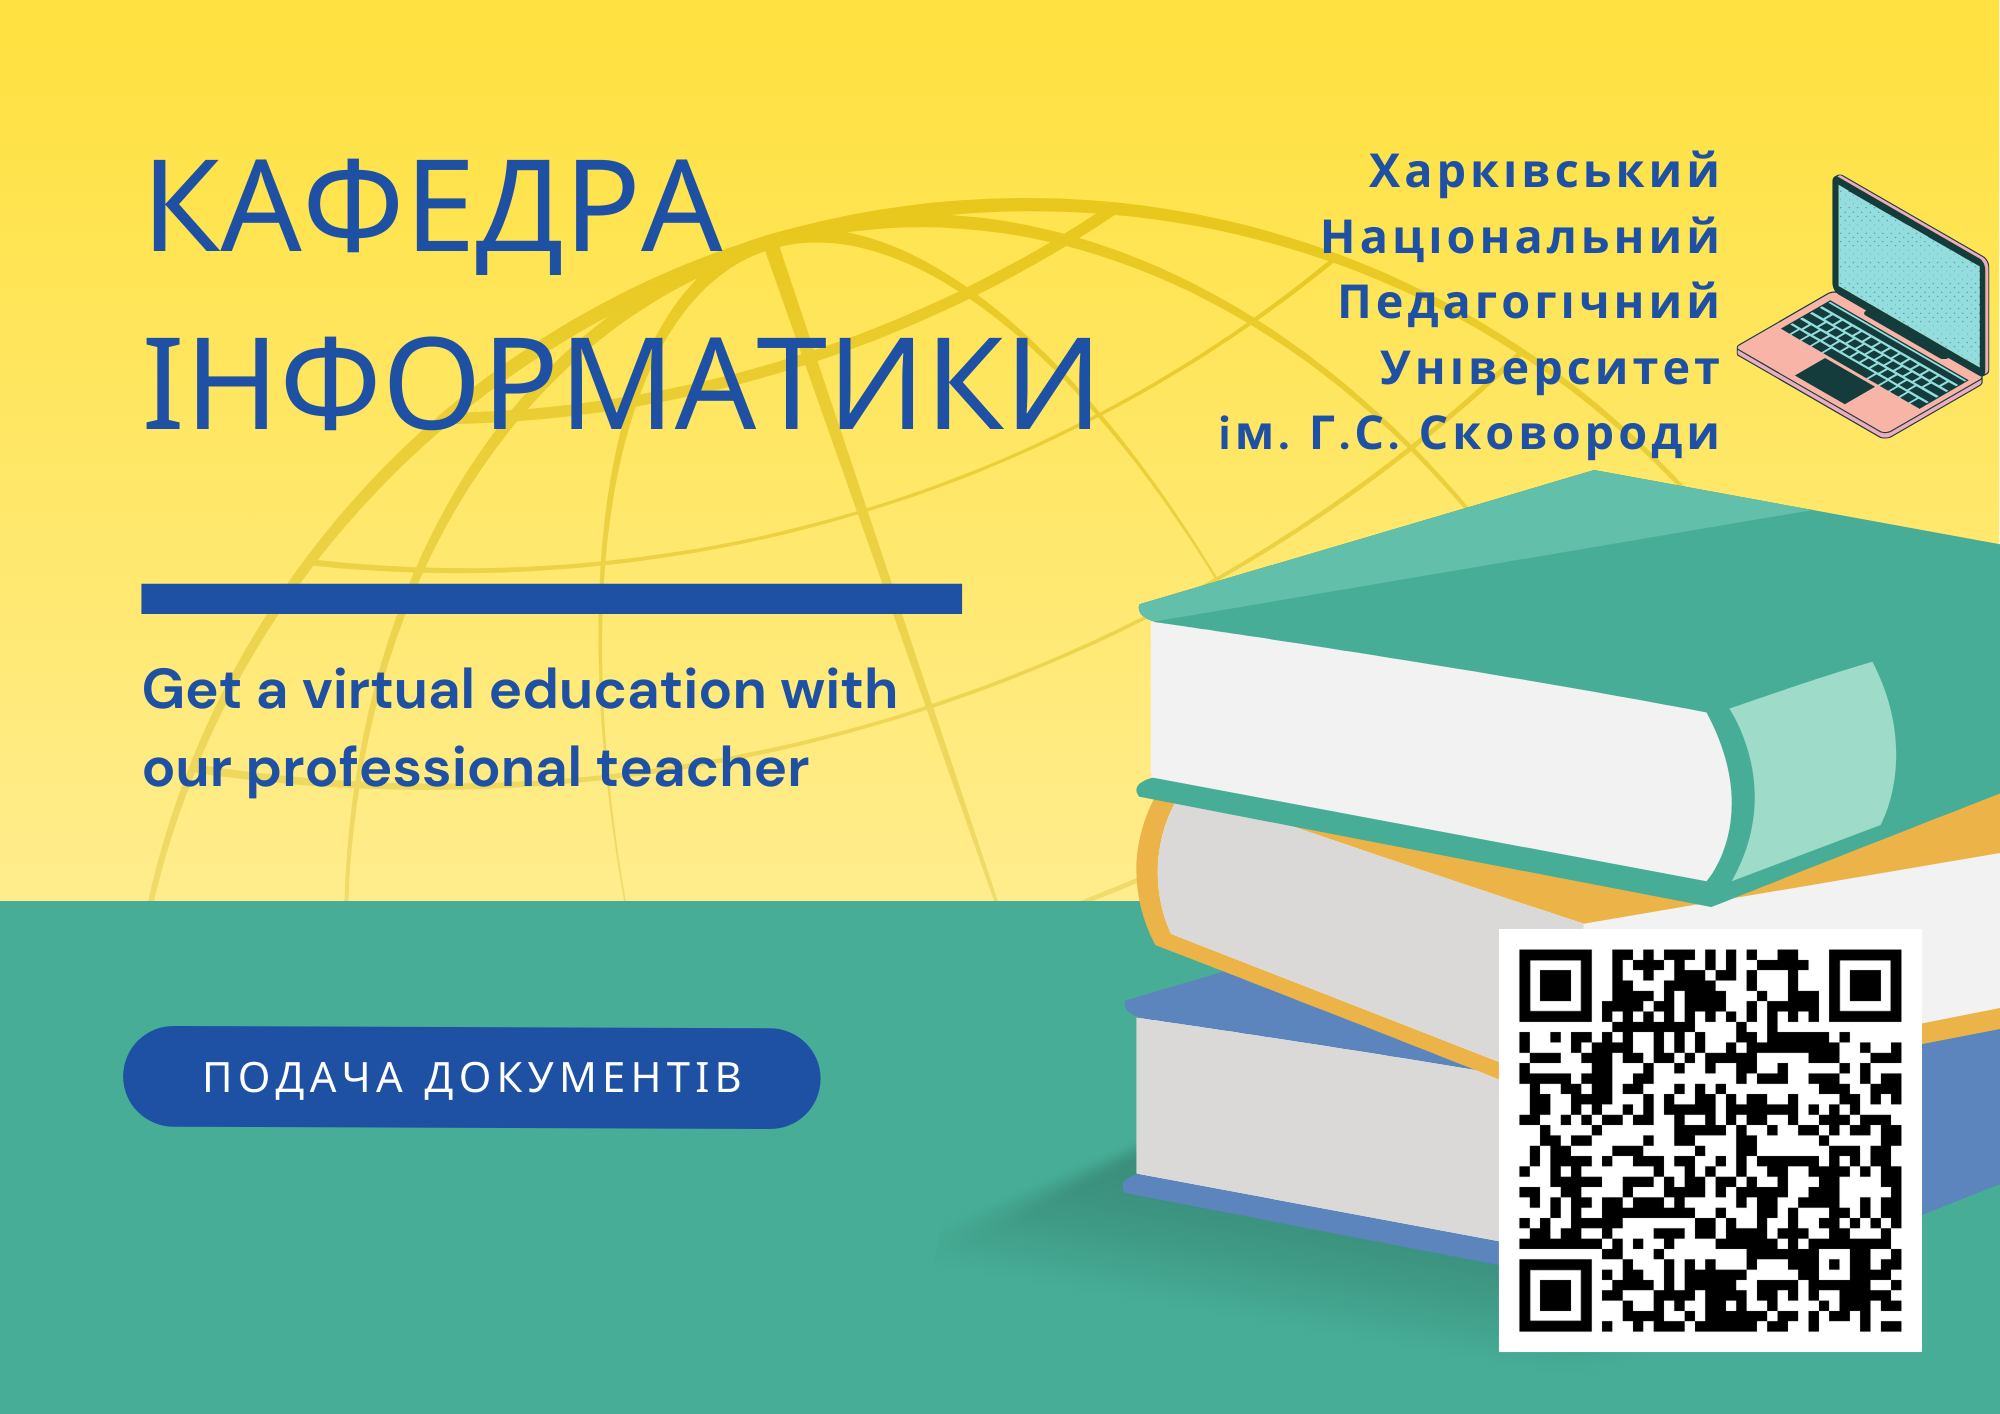 КАФЕДРА
ІНФОРМАТИКИ
Харківський
Національний
Педагогічний
Університет
ім. Г.С. Сковороди
Get a virtual education with
our professional teacher
ПОДАЧА ДОКУМЕНТІВ